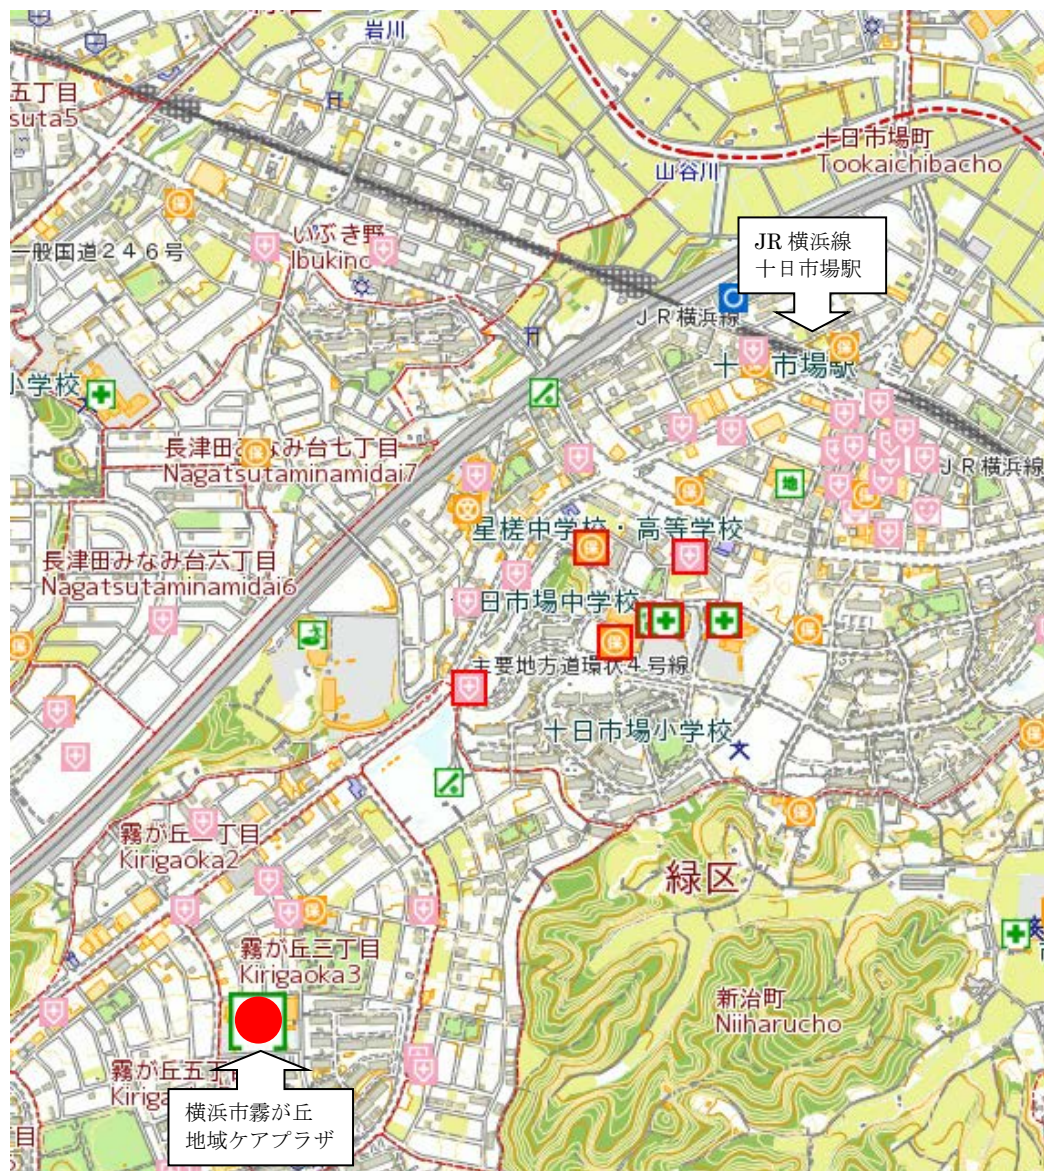 岩川
五丁目
suta5
十日市場町
Tookaichibacho
山谷川
いぶき野
Ibukino
一般国道246号
JR横浜線
十日市場駅
JR横浜線
十日市場駅
小学校
長津田みなみ台七丁目
Nagatsutaminamidai7
JR横浜線
地
星槎中学校・高等学校
長津田みなみ台六丁目
Nagatsutaminamidai6
十日市場中学校
主要地方道環状4号線
十日市場小学校
霧が丘二丁目
Kirigaoka2
緑区
霧が丘三丁目
Kirigaoka3
新治町
Niiharucho
霧が丘五丁
Kiriga
横浜市霧が丘
地域ケアプラザ
目